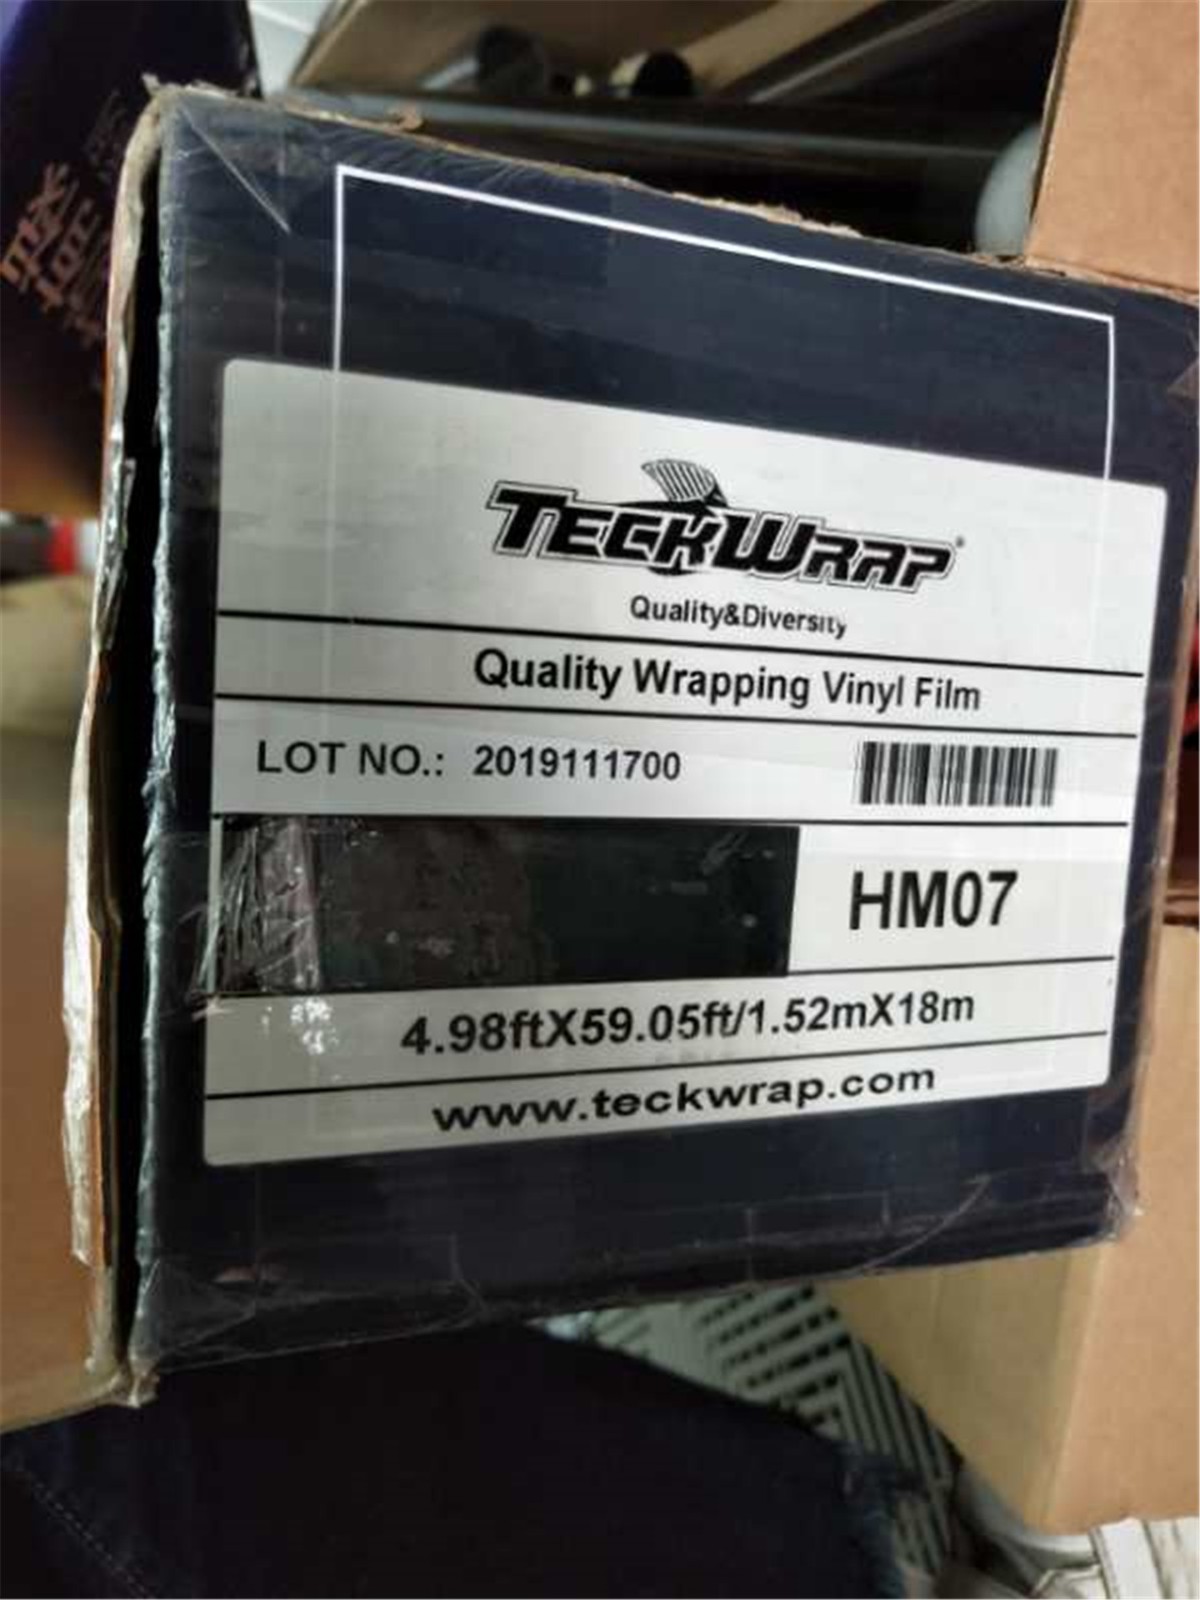 TECKWRAP®
Quality&Diversity
Quality Wrapping Vinyl Film
LOT NO.: 2019111700
HM07
4.98ftX59.05ft/1.52mX18m
www.teckwrap.com